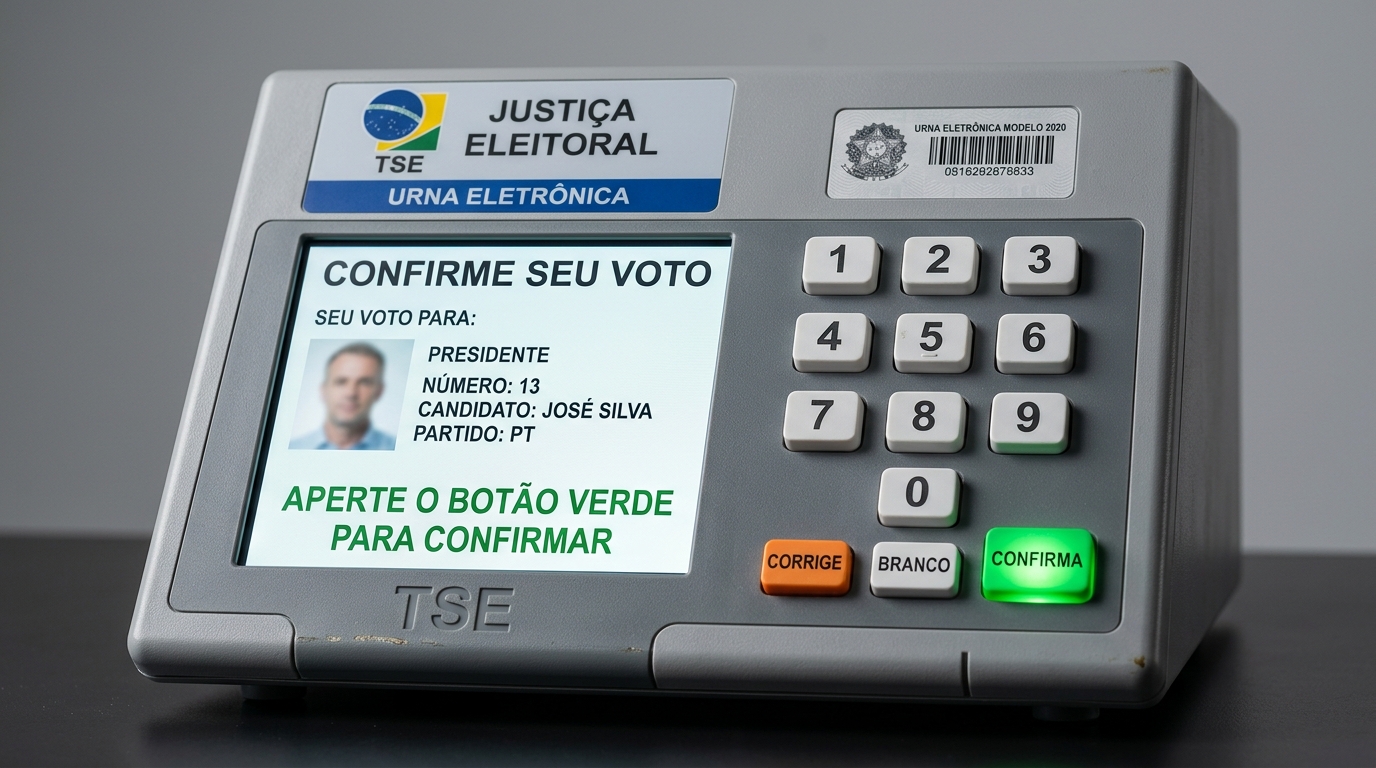 TSE
JUSTIÇA
ELEITORAL
URNA ELETRÔNICA
URNA ELETRÔNICA MODELO 2020
0816292878833
CONFIRME SEU VOTO
SEU VOTO PARA:
PRESIDENTE
NÚMERO: 13
CANDIDATO: JOSÉ SILVA
PARTIDO: PT
APERTE O BOTÃO VERDE
PARA CONFIRMAR
1 2 3
4 5 6
7 8 9
0
CORRIGE BRANCO CONFIRMA
TSE